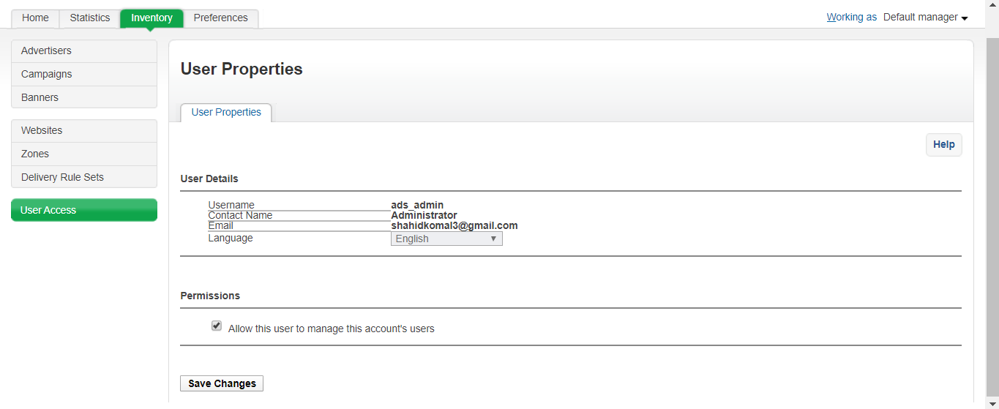 Home Statistics Inventory Preferences Working as Default manager
Advertisers
Campaigns
Banners
Websites
Zones
Delivery Rule Sets
User Access
User Properties
User Properties
Help
User Details
Username ads_admin
Contact Name Administrator
Email shahidkomal3@gmail.com
Language English
Permissions
Allow this user to manage this account's users
Save Changes